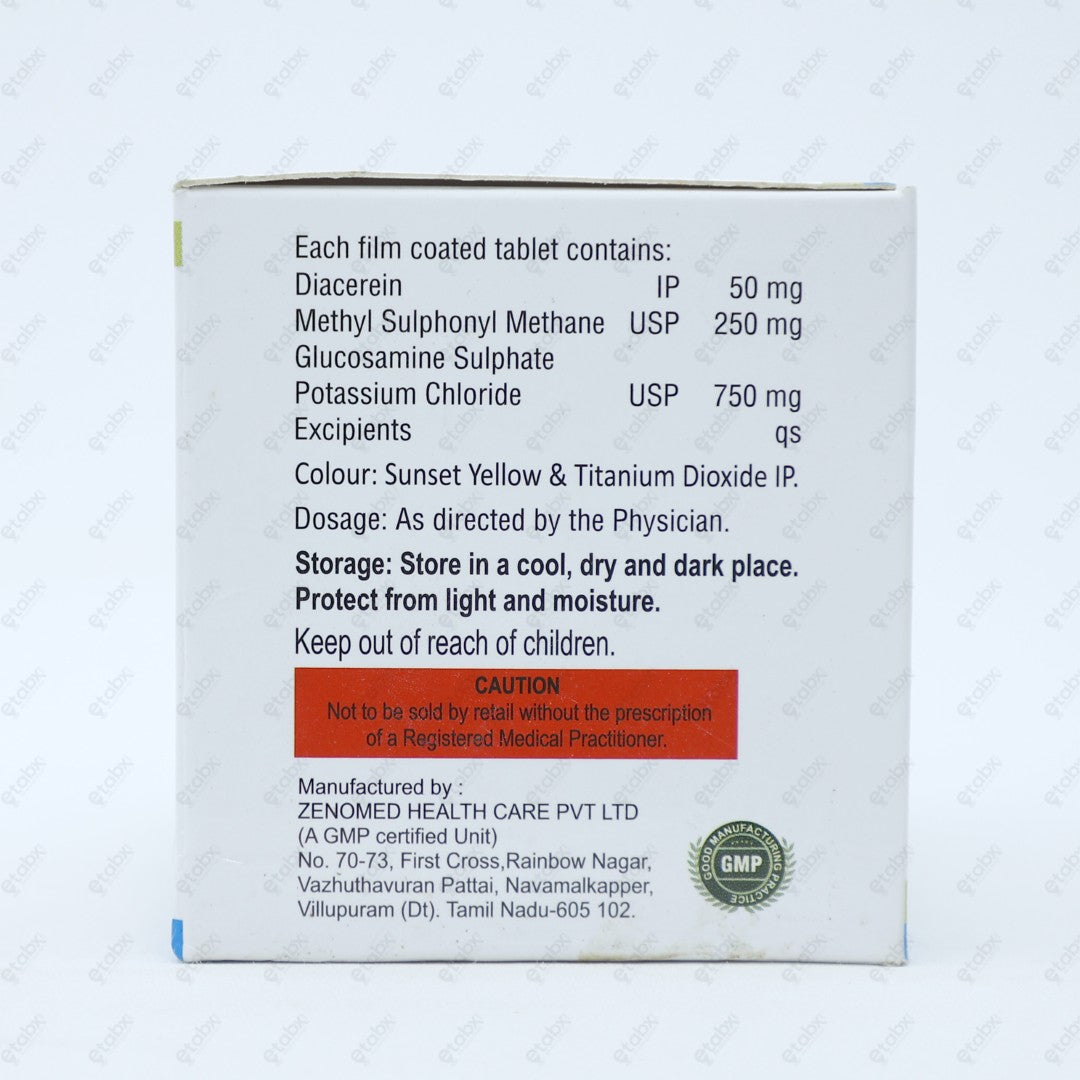 Each film coated tablet contains:
Diacerein IP 50 mg
Methyl Sulphonyl Methane USP 250 mg
Glucosamine Sulphate
Potassium Chloride USP 750 mg
Excipients qs
Colour: Sunset Yellow & Titanium Dioxide IP.
Dosage: As directed by the Physician.
Storage: Store in a cool, dry and dark place.
Protect from light and moisture.
Keep out of reach of children.
CAUTION
Not to be sold by retail without the prescription
of a Registered Medical Practitioner.
Manufactured by :
ZENOMED HEALTH CARE PVT LTD
(A GMP certified Unit)
No. 70-73, First Cross,Rainbow Nagar,
Vazhuthavuran Pattai, Navamalkapper,
Villupuram (Dt). Tamil Nadu-605 102.
GOOD MANUFACTURING
GMP
PRACTICE
etabx